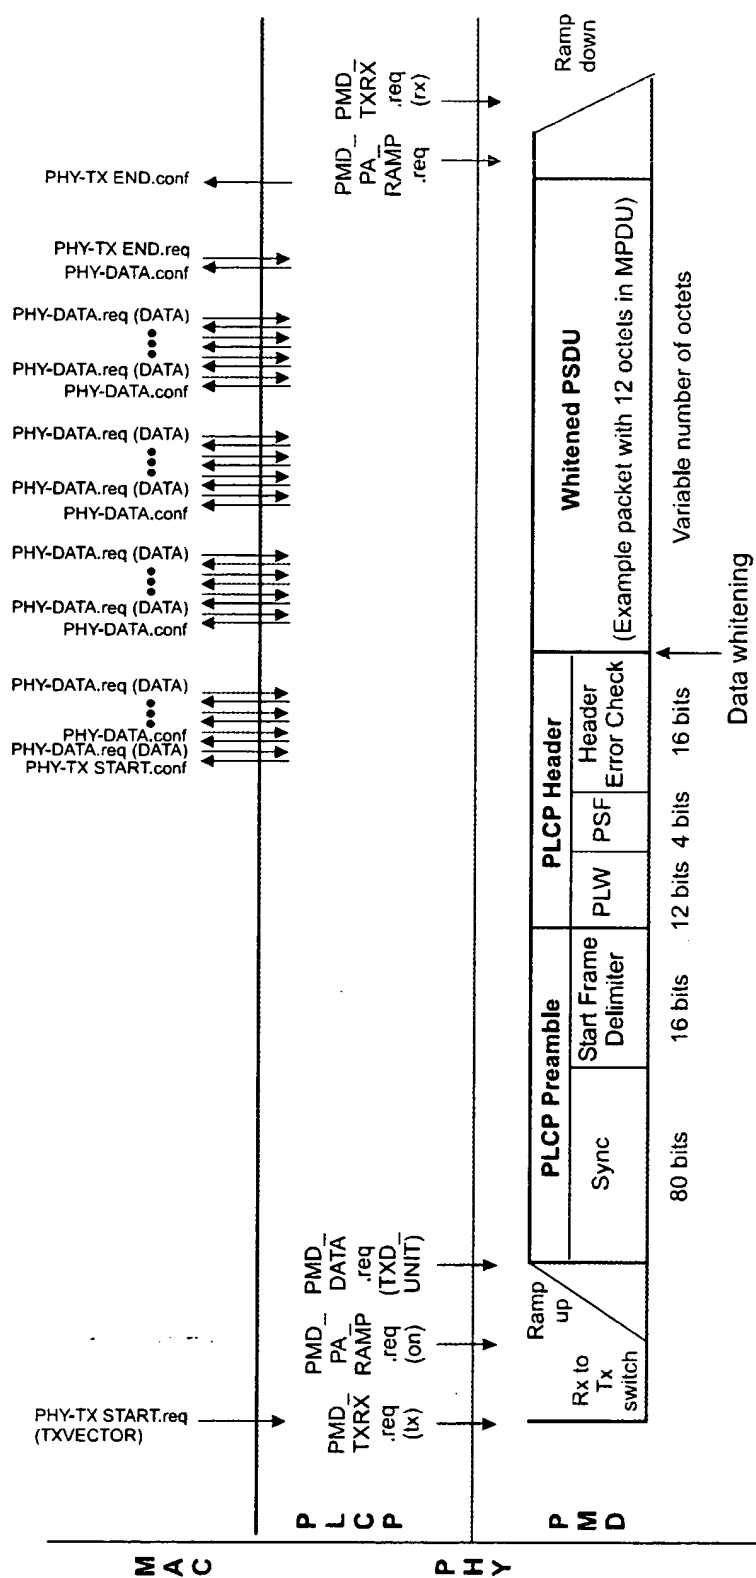 MAC
PHY-TX START.req
(TXVECTOR)
PHY-TX START.conf
PHY-DATA.req (DATA)
PHY-DATA.conf
PHY-DATA.req (DATA)
PHY-DATA.conf
PHY-DATA.req (DATA)
PHY-DATA.req (DATA)
PHY-DATA.conf
PHY-DATA.req (DATA)
PHY-DATA.req (DATA)
PHY-DATA.conf
PHY-DATA.req (DATA)
PHY-DATA.req (DATA)
PHY-DATA.conf
PHY-TX END.req
PHY-TX END.conf
PLCP
PHY
PMD_
TXRX
.req
(tx)
PMD_
PA_
RAMP
.req
(on)
PMD_
DATA
.req
(TXD_
UNIT)
PMD_
PA_
RAMP
.req
PMD_
TXRX
.req
(rx)
PMD
Rx to
Tx
switch
Ramp
up
PLCP Preamble
Sync
Start Frame
Delimiter
PLCP Header
PLW
PSF
Header
Error Check
Whitened PSDU
(Example packet with 12 octets in MPDU)
Ramp
down
80 bits
16 bits
12 bits
4 bits
16 bits
Variable number of octets
Data whitening